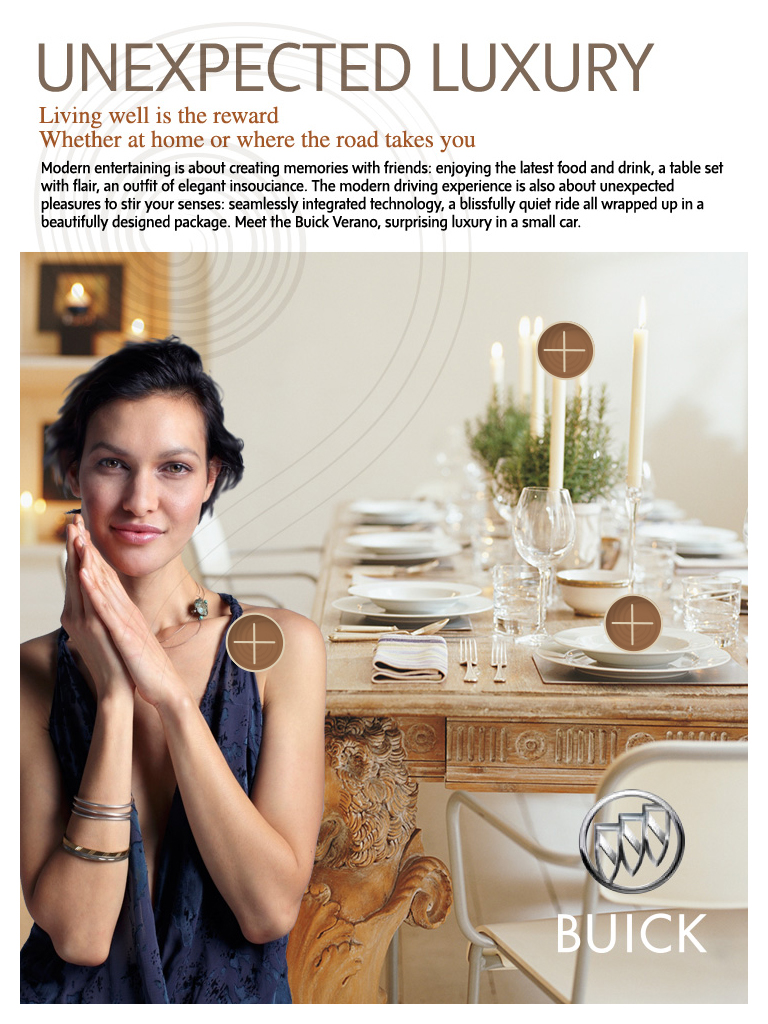 UNEXPECTED LUXURY
Living well is the reward
Whether at home or where the road takes you
Modern entertaining is about creating memories with friends: enjoying the latest food and drink, a table set
with flair, an outfit of elegant insouciance. The modern driving experience is also about unexpected
pleasures to stir your senses: seamlessly integrated technology, a blissfully quiet ride all wrapped up in a
beautifully designed package. Meet the Buick Verano, surprising luxury in a small car.
BUICK